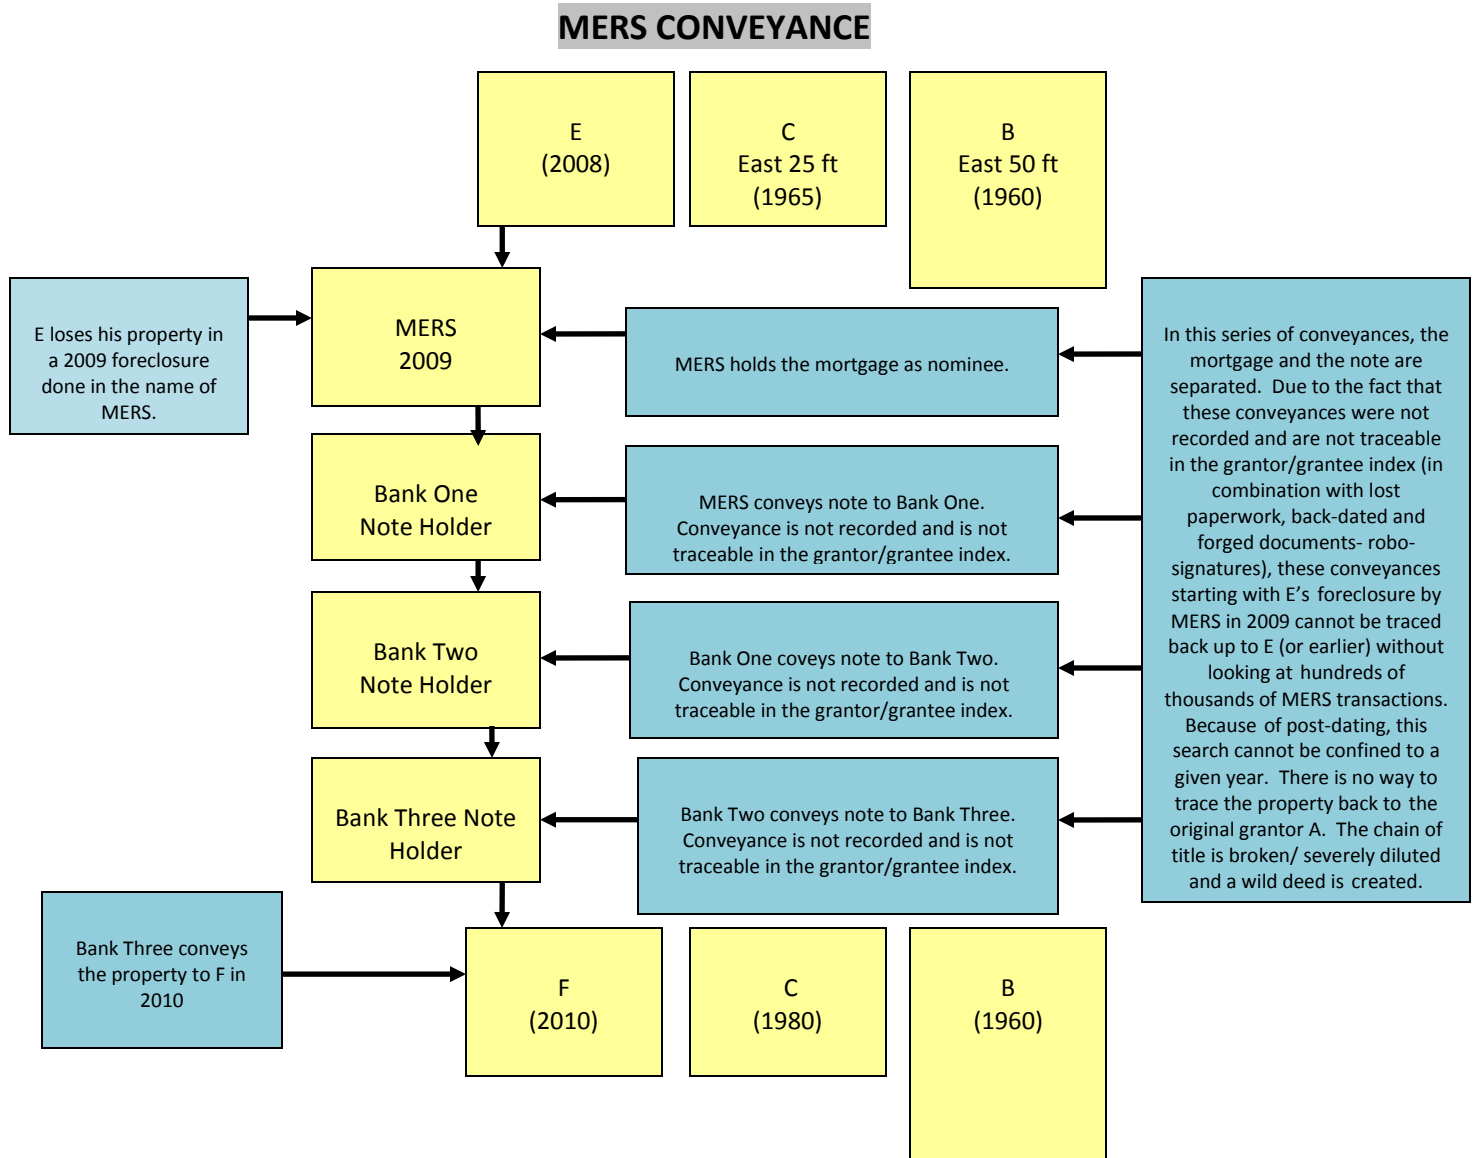 MERS CONVEYANCE
E
(2008)
C
East 25 ft
(1965)
B
East 50 ft
(1960)
E loses his property in
a 2009 foreclosure
done in the name of
MERS.
MERS
2009
MERS holds the mortgage as nominee.
Bank One
Note Holder
MERS conveys note to Bank One.
Conveyance is not recorded and is not
traceable in the grantor/grantee index.
Bank Two
Note Holder
Bank One coveys note to Bank Two.
Conveyance is not recorded and is not
traceable in the grantor/grantee index.
Bank Three Note
Holder
Bank Two conveys note to Bank Three.
Conveyance is not recorded and is not
traceable in the grantor/grantee index.
In this series of conveyances, the
mortgage and the note are
separated. Due to the fact that
these conveyances were not
recorded and are not traceable
in the grantor/grantee index (in
combination with lost
paperwork, back-dated and
forged documents- robo-
signatures), these conveyances
starting with E's foreclosure by
MERS in 2009 cannot be traced
back up to E (or earlier) without
looking at hundreds of
thousands of MERS transactions.
Because of post-dating, this
search cannot be confined to a
given year. There is no way to
trace the property back to the
original grantor A. The chain of
title is broken/ severely diluted
and a wild deed is created.
Bank Three conveys
the property to F in
2010
F
(2010)
C
(1980)
B
(1960)